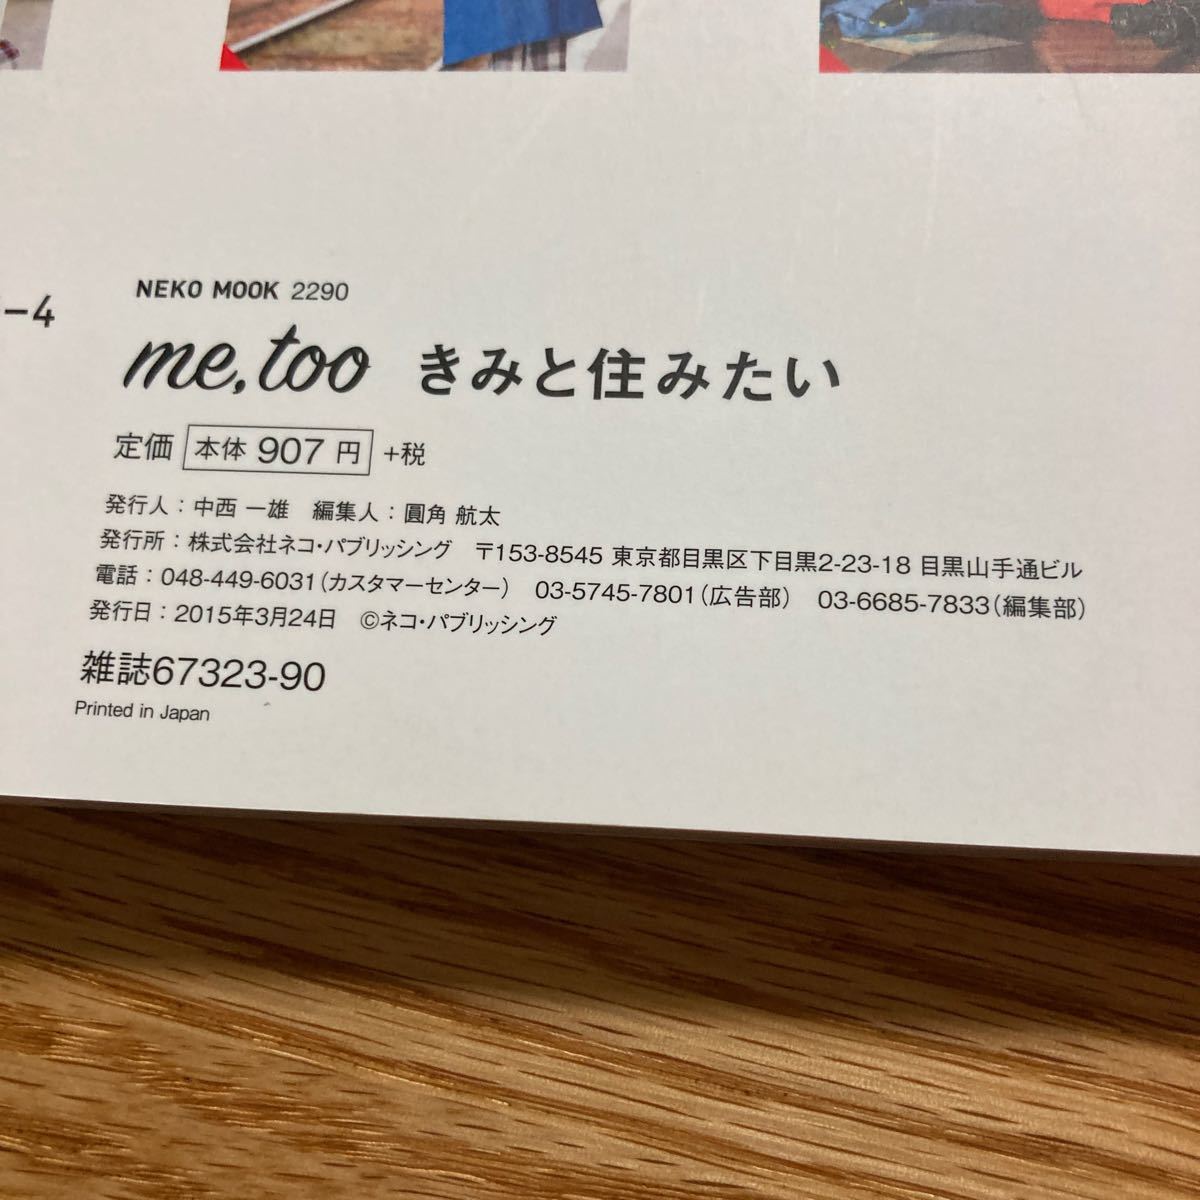 -4
NEKO MOOK 2290
me,too きみと住みたい
定価 本体 907 円 +税
発行人：中西 一雄　編集人：圓角 航太
発行所：株式会社ネコ・パブリッシング　〒153-8545 東京都目黒区下目黒2-23-18 目黒山手通ビル
電話：048-449-6031（カスタマーセンター）　03-5745-7801（広告部）　03-6685-7833（編集部）
発行日：2015年3月24日　©ネコ・パブリッシング
雑誌67323-90
Printed in Japan